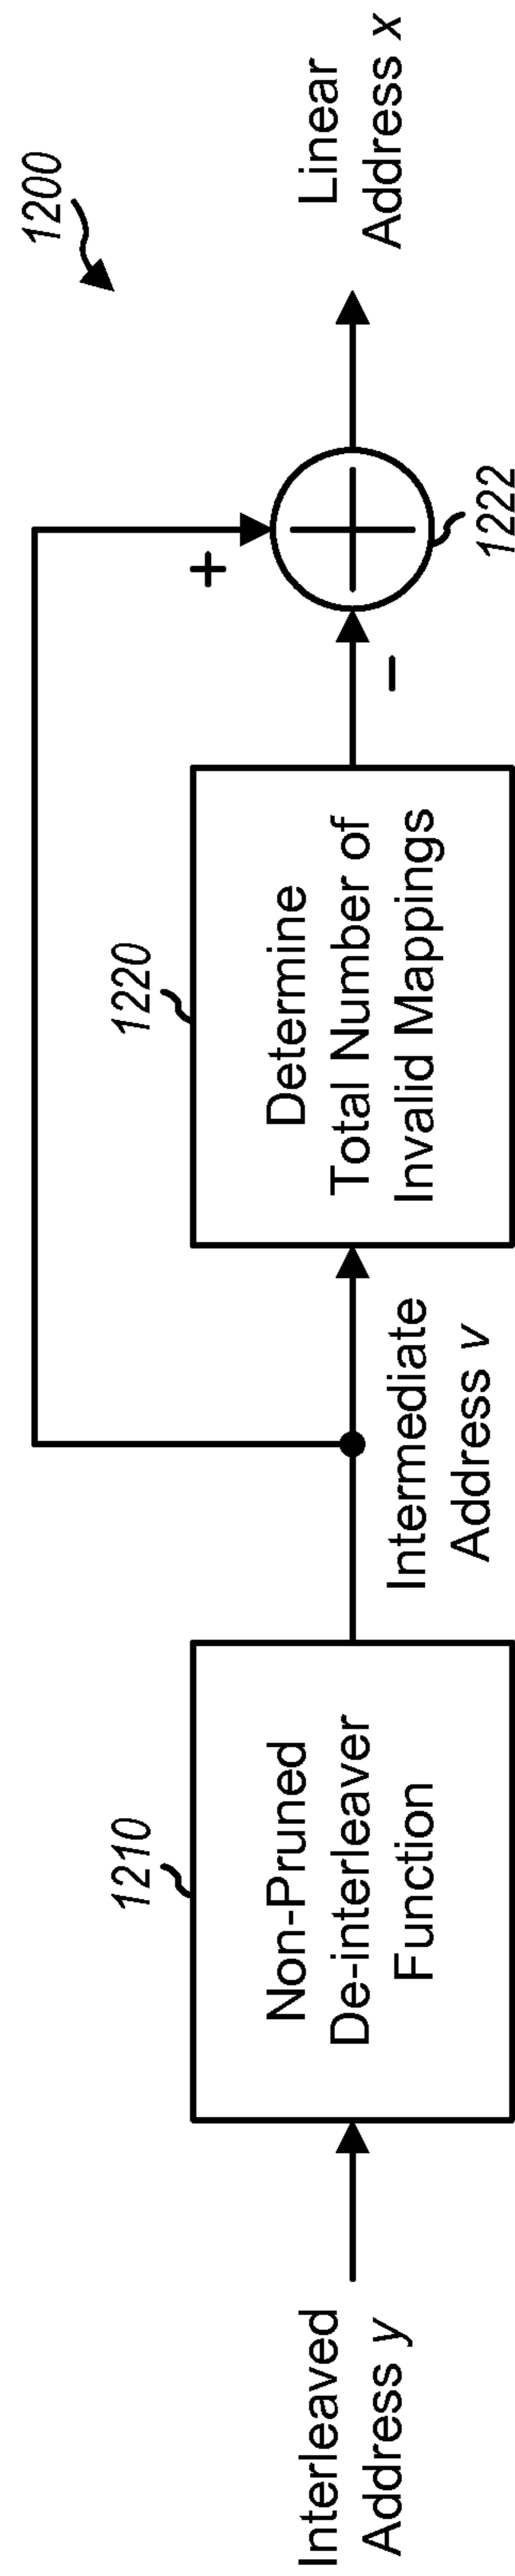 1200
Interleaved
Address y
1210
Non-Pruned
De-interleaver
Function
Intermediate
Address v
1220
Determine
Total Number of
Invalid Mappings
+
−
1222
Linear
Address x